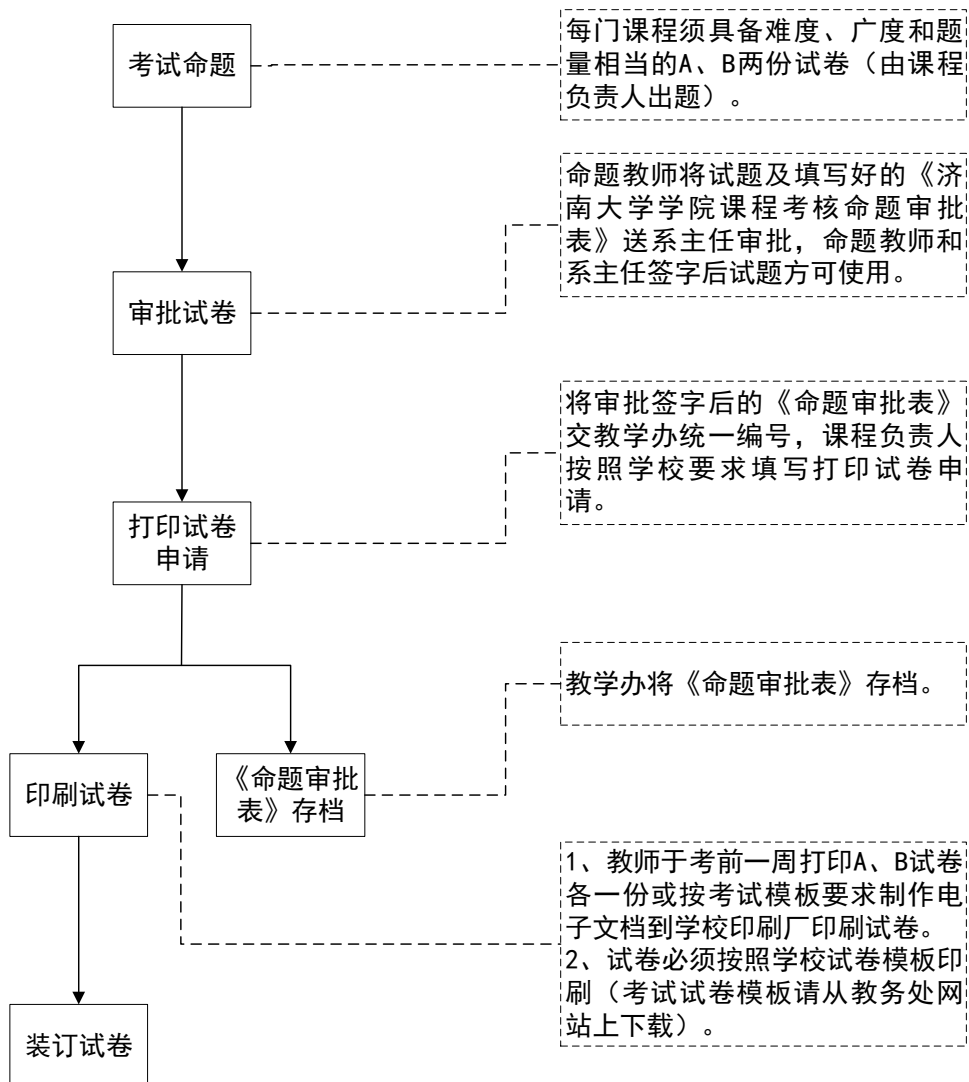 考试命题
每门课程须具备难度、广度和题
量相当的A、B两份试卷（由课程
负责人出题）。
命题教师将试题及填写好的《济
南大学学院课程考核命题审批
表》送系主任审批，命题教师和
系主任签字后试题方可使用。
审批试卷
将审批签字后的《命题审批表》
交教学办统一编号，课程负责人
按照学校要求填写打印试卷申
请。
打印试卷
申请
教学办将《命题审批表》存档。
印刷试卷
《命题审批
表》存档
1、教师于考前一周打印A、B试卷
各一份或按考试模板要求制作电
子文档到学校印刷厂印刷试卷。
2、试卷必须按照学校试卷模板印
刷（考试试卷模板请从教务处网
站上下载）。
装订试卷